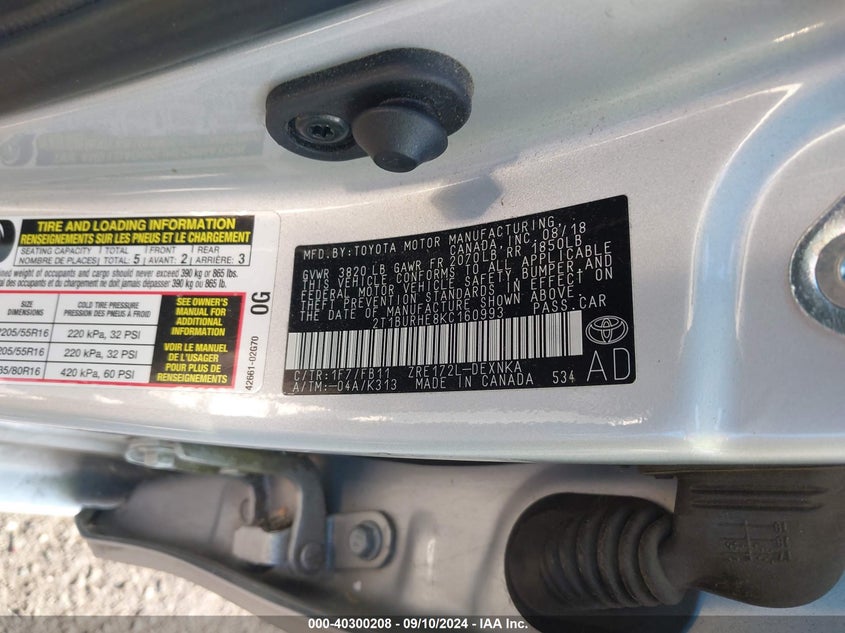 TIRE AND LOADING INFORMATION
RENSEIGNEMENTS SUR LES PNEUS ET LE CHARGEMENT
SEATING CAPACITY TOTAL FRONT REAR
NOMBRE DE PLACES: TOTAL 5 AVANT: 2 ARRIÈRE: 3
weight of occupants and cargo should never exceed 390 kg or 865 lbs.
total des occupants et du chargement ne doit jamais dépasser 390 kg ou 865 lb.
SIZE COLD TIRE PRESSURE
DIMENSIONS PRESSION DES PNEUS À FROID
205/55R16 220 kPa, 32 PSI
205/55R16 220 kPa, 32 PSI
5/80R16 420 kPa, 60 PSI
SEE OWNER'S
MANUAL FOR
ADDITIONAL
INFORMATION
VOIR LE MANUEL
DE L'USAGER
POUR PLUS DE
RENSEIGNEMENTS
OG
42661-02G70
MFD. BY: TOYOTA MOTOR MANUFACTURING,
CANADA, INC. 08/18
GVWR 3820 LB GAWR FR 2020LB RR 1850LB
THIS VEHICLE CONFORMS TO ALL APPLICABLE
FEDERAL MOTOR VEHICLE SAFETY, BUMPER, AND
THEFT PREVENTION STANDARDS IN EFFECT ON
THE DATE OF MANUFACTURE SHOWN ABOVE.
2T1BURHE8KC160993 PASS. CAR
C/TR: 1F7/FB11 ZRE172L-DEXNKA
A/TM: -04A/K313 MADE IN CANADA 534
TOYOTA
AD
000-40300208 - 09/10/2024 - IAA Inc.